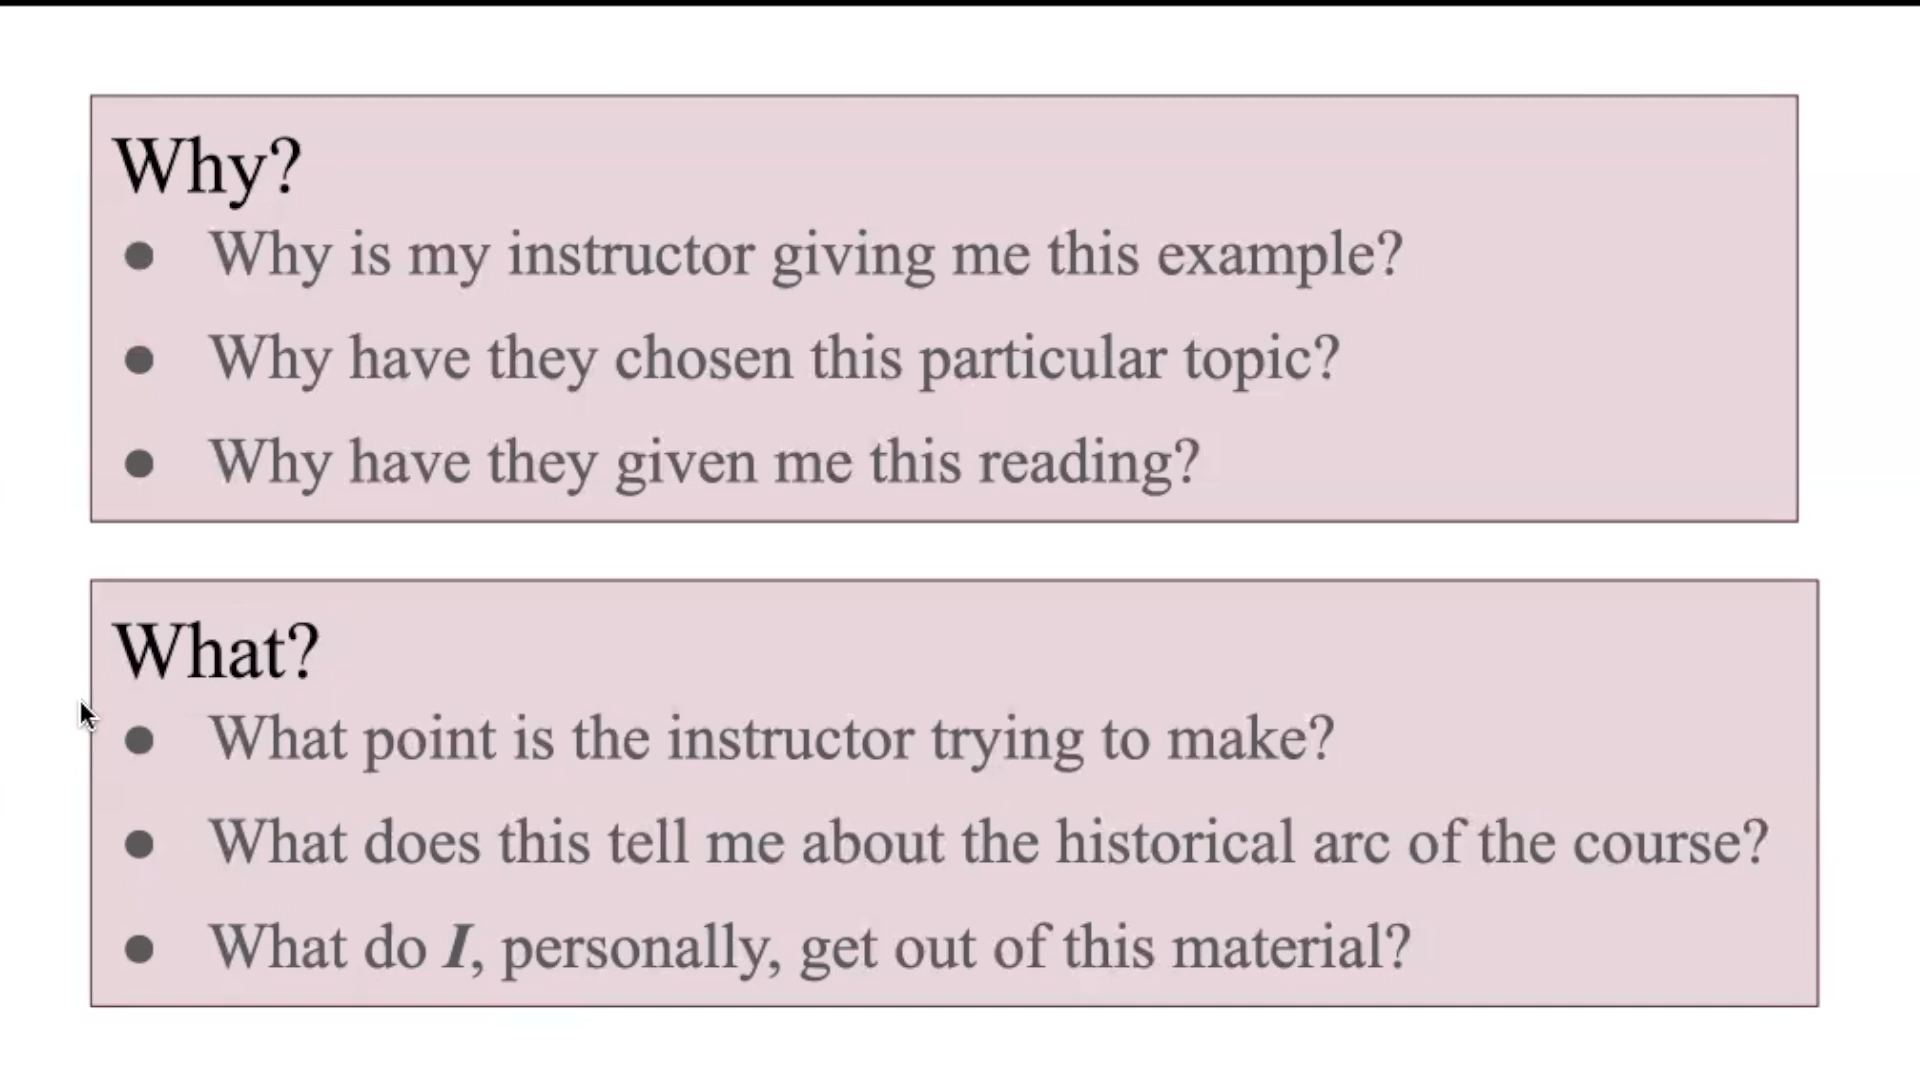 Why?
● Why is my instructor giving me this example?
● Why have they chosen this particular topic?
● Why have they given me this reading?
What?
● What point is the instructor trying to make?
● What does this tell me about the historical arc of the course?
● What do I, personally, get out of this material?